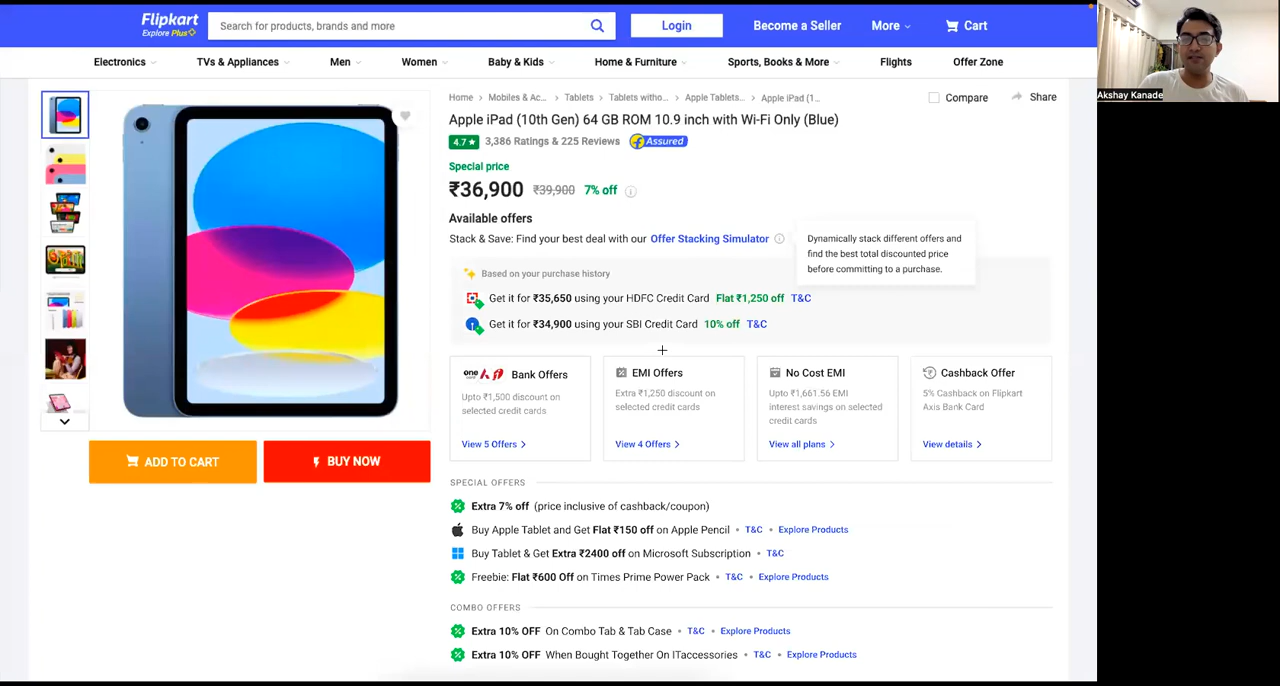 Flipkart
Explore Plus
Search for products, brands and more
Login
Become a Seller
More
Cart
Akshay Kanade
Electronics
TVs & Appliances
Men
Women
Baby & Kids
Home & Furniture
Sports, Books & More
Flights
Offer Zone
Home > Mobiles & Ac... > Tablets > Tablets witho... > Apple Tablets... > Apple iPad (1...
Compare
Share
Apple iPad (10th Gen) 64 GB ROM 10.9 inch with Wi-Fi Only (Blue)
4.7 ★ 3,386 Ratings & 225 Reviews Assured
Special price
₹36,900 ₹39,900 7% off
Available offers
Stack & Save: Find your best deal with our Offer Stacking Simulator
Dynamically stack different offers and
find the best total discounted price
before committing to a purchase.
Based on your purchase history
Get it for ₹35,650 using your HDFC Credit Card Flat ₹1,250 off T&C
Get it for ₹34,900 using your SBI Credit Card 10% off T&C
one
Bank Offers
Upto ₹1,500 discount on
selected credit cards
View 5 Offers >
EMI Offers
Extra ₹1,250 discount on
selected credit cards
View 4 Offers >
No Cost EMI
Upto ₹1,661.56 EMI
interest savings on selected
credit cards
View all plans >
Cashback Offer
5% Cashback on Flipkart
Axis Bank Card
View details >
ADD TO CART
BUY NOW
SPECIAL OFFERS
Extra 7% off (price inclusive of cashback/coupon)
Buy Apple Tablet and Get Flat ₹150 off on Apple Pencil • T&C • Explore Products
Buy Tablet & Get Extra ₹2400 off on Microsoft Subscription • T&C
Freebie: Flat ₹600 Off on Times Prime Power Pack • T&C • Explore Products
COMBO OFFERS
Extra 10% OFF On Combo Tab & Tab Case • T&C • Explore Products
Extra 10% OFF When Bought Together On ITaccessories • T&C • Explore Products